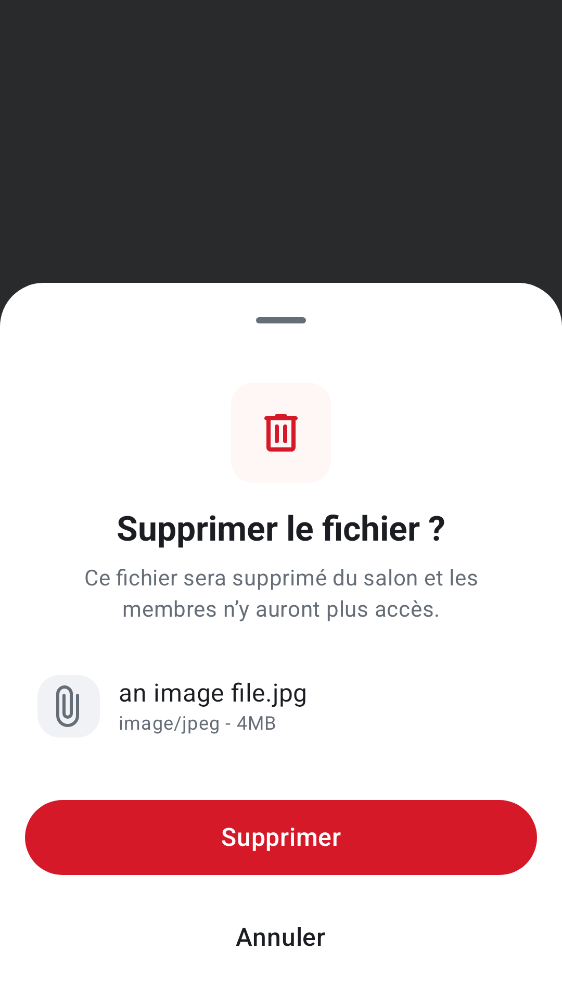 Supprimer le fichier ?
Ce fichier sera supprimé du salon et les
membres n’y auront plus accès.
an image file.jpg
image/jpeg - 4MB
Supprimer
Annuler